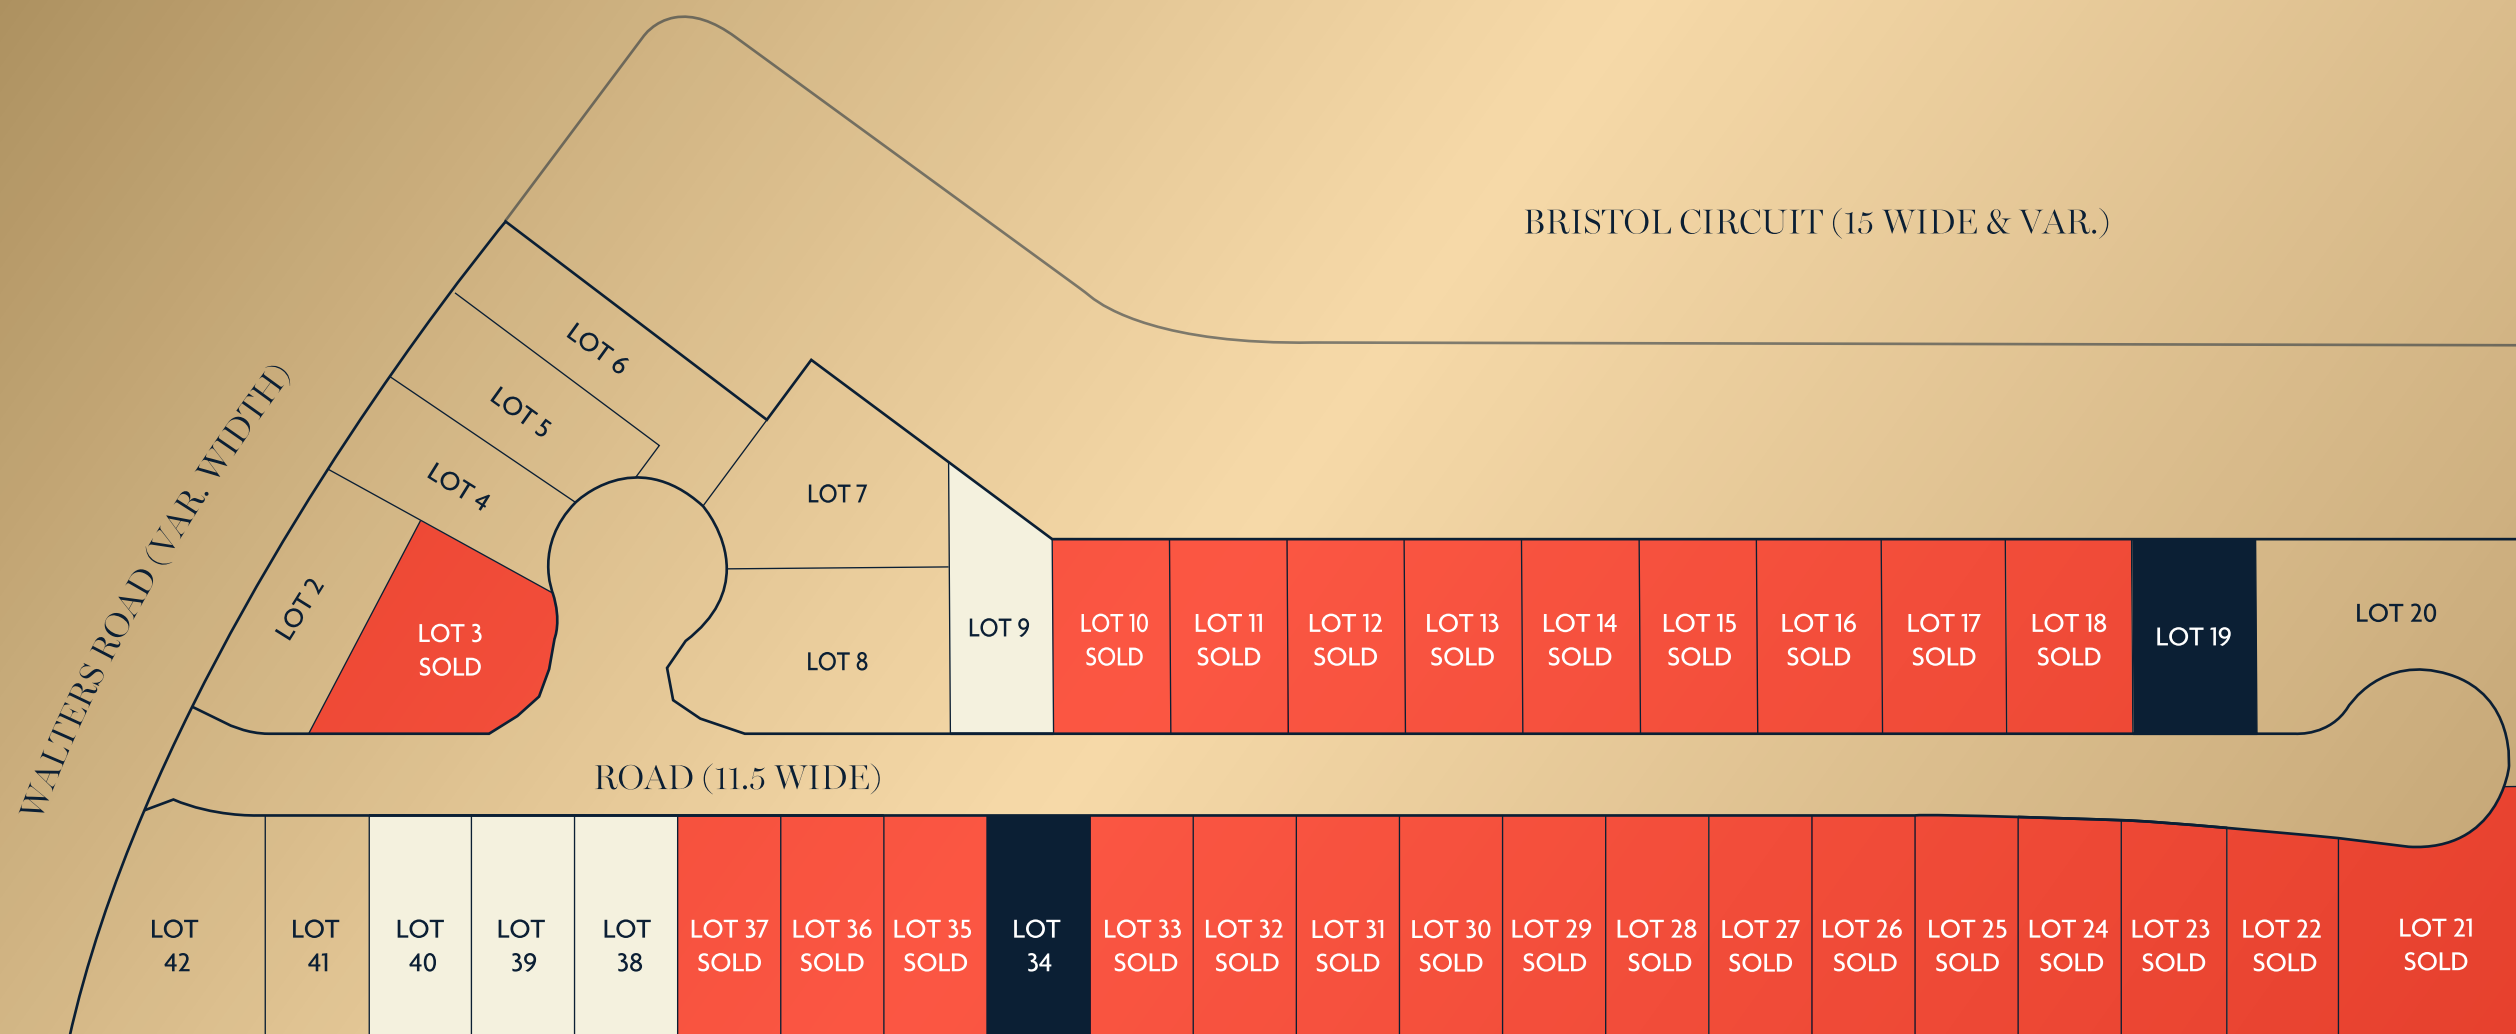 BRISTOL CIRCUIT (15 WIDE & VAR.)
WALTERS ROAD (VAR. WIDTH)
LOT 6
LOT 5
LOT 4
LOT 2
LOT 3
SOLD
LOT 7
LOT 8
LOT 9
LOT 10
SOLD
LOT 11
SOLD
LOT 12
SOLD
LOT 13
SOLD
LOT 14
SOLD
LOT 15
SOLD
LOT 16
SOLD
LOT 17
SOLD
LOT 18
SOLD
LOT 19
LOT 20
ROAD (11.5 WIDE)
LOT
42
LOT
41
LOT
40
LOT
39
LOT
38
LOT 37
SOLD
LOT 36
SOLD
LOT 35
SOLD
LOT
34
LOT 33
SOLD
LOT 32
SOLD
LOT 31
SOLD
LOT 30
SOLD
LOT 29
SOLD
LOT 28
SOLD
LOT 27
SOLD
LOT 26
SOLD
LOT 25
SOLD
LOT 24
SOLD
LOT 23
SOLD
LOT 22
SOLD
LOT 21
SOLD